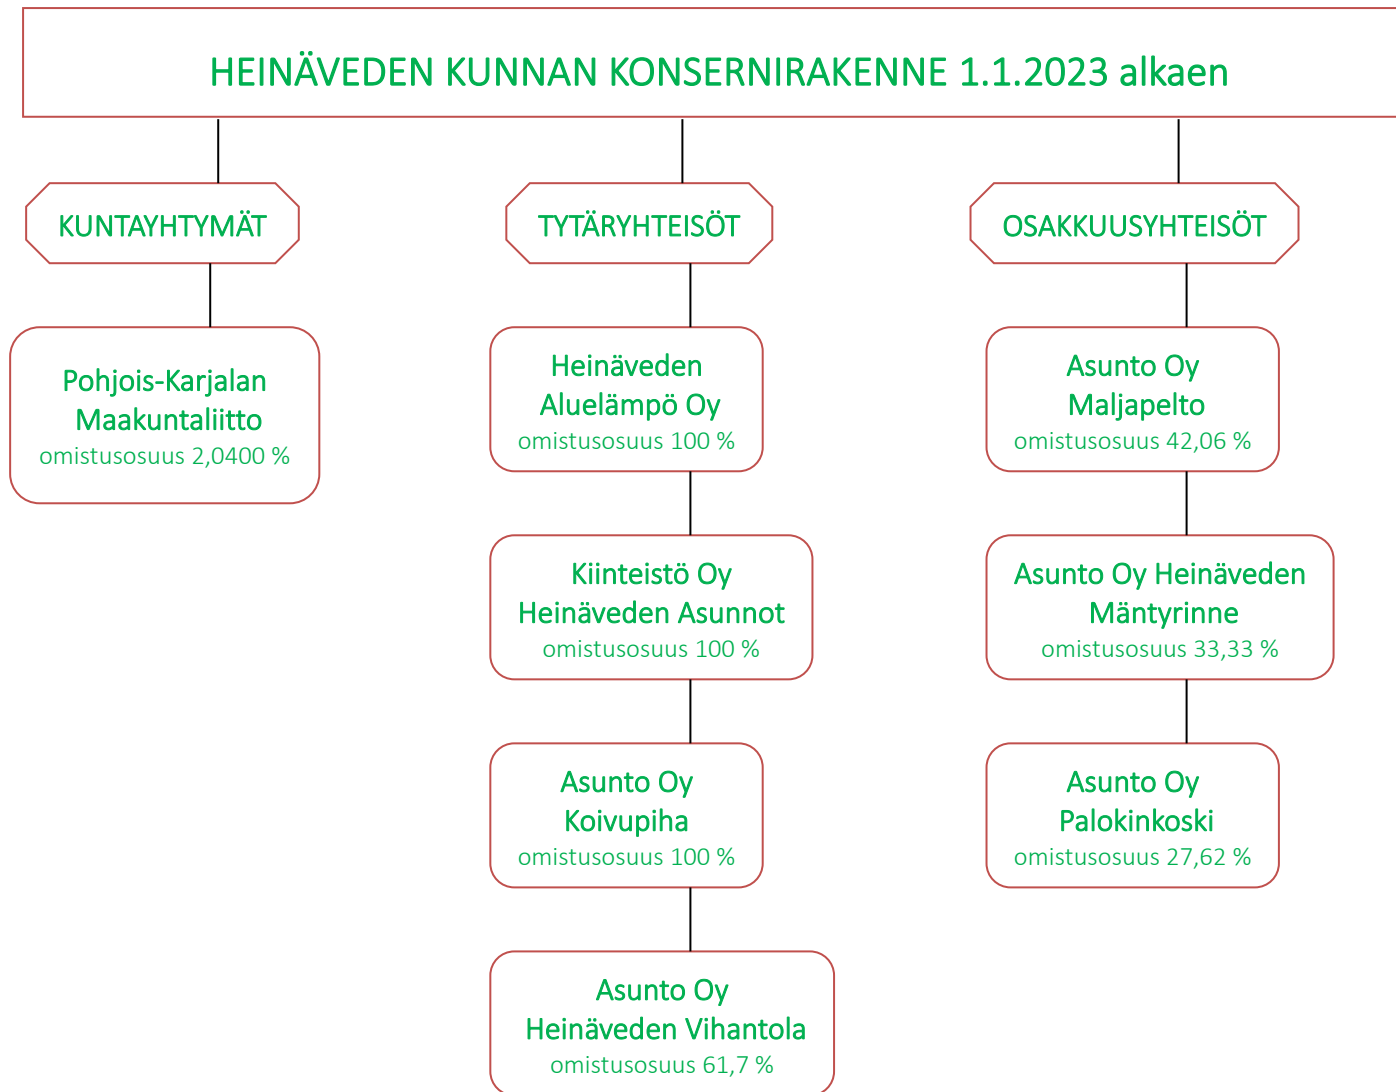 HEINÄVEDEN KUNNAN KONSERNIRAKENNE 1.1.2023 alkaen
KUNTAYHTYMÄT
Pohjois-Karjalan
Maakuntaliitto
omistusosuus 2,0400 %
TYTÄRYHTEISÖT
Heinäveden
Aluelämpö Oy
omistusosuus 100 %
Kiinteistö Oy
Heinäveden Asunnot
omistusosuus 100 %
Asunto Oy
Koivupiha
omistusosuus 100 %
Asunto Oy
Heinäveden Vihantola
omistusosuus 61,7 %
OSAKKUUSYHTEISÖT
Asunto Oy
Maljapelto
omistusosuus 42,06 %
Asunto Oy Heinäveden
Mäntyrinne
omistusosuus 33,33 %
Asunto Oy
Palokinkoski
omistusosuus 27,62 %